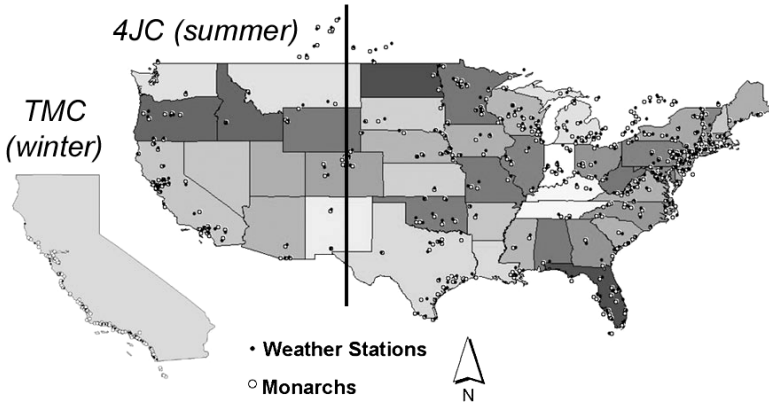 4JC (summer)
TMC
(winter)
Weather Stations
Monarchs
N